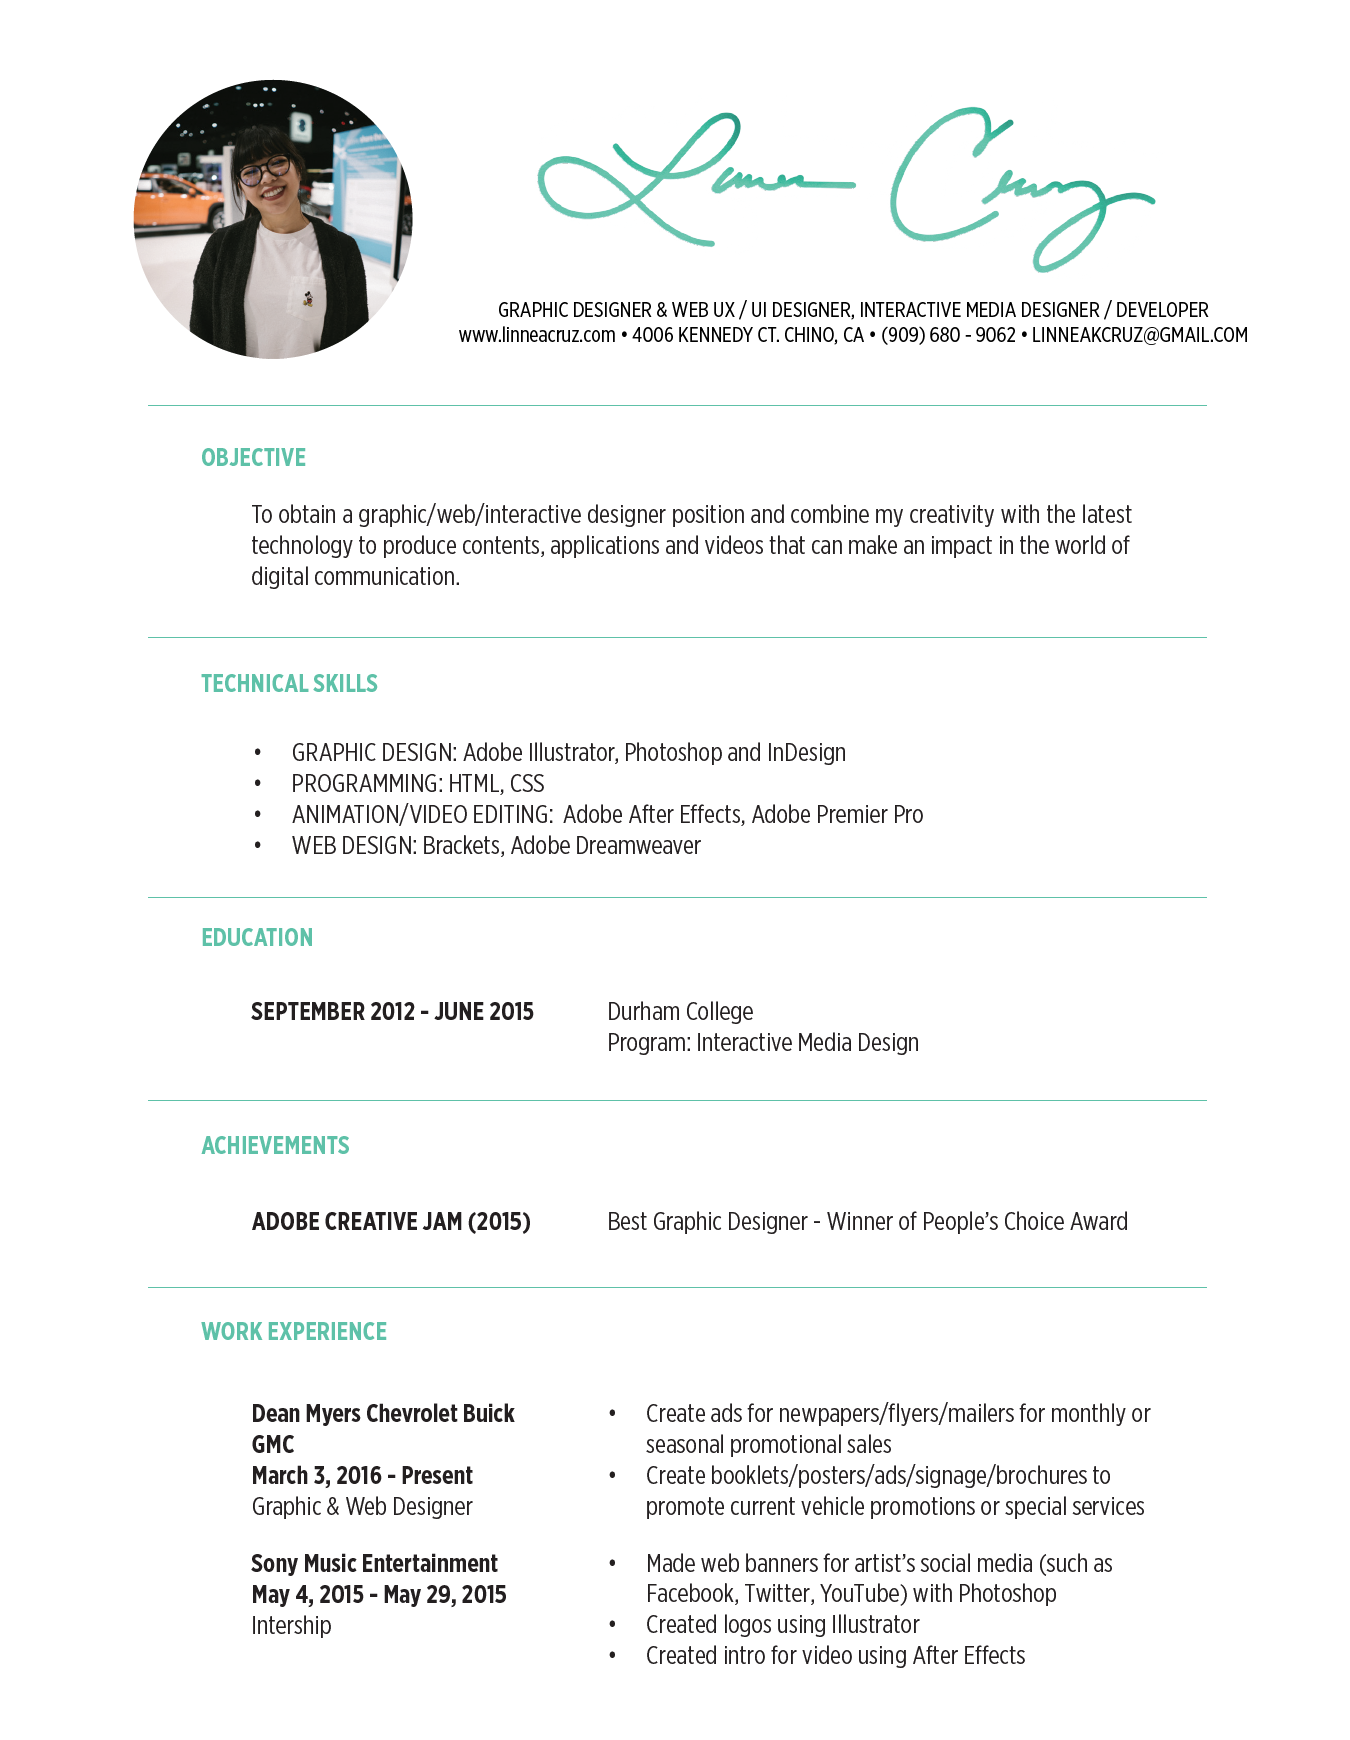 Linnea Cruz
GRAPHIC DESIGNER & WEB UX / UI DESIGNER, INTERACTIVE MEDIA DESIGNER / DEVELOPER
www.linneacruz.com • 4006 KENNEDY CT. CHINO, CA • (909) 680 - 9062 • LINNEAKCRUZ@GMAIL.COM
OBJECTIVE
To obtain a graphic/web/interactive designer position and combine my creativity with the latest
technology to produce contents, applications and videos that can make an impact in the world of
digital communication.
TECHNICAL SKILLS
• GRAPHIC DESIGN: Adobe Illustrator, Photoshop and InDesign
• PROGRAMMING: HTML, CSS
• ANIMATION/VIDEO EDITING:  Adobe After Effects, Adobe Premier Pro
• WEB DESIGN: Brackets, Adobe Dreamweaver
EDUCATION
SEPTEMBER 2012 - JUNE 2015
Durham College
Program: Interactive Media Design
ACHIEVEMENTS
ADOBE CREATIVE JAM (2015)
Best Graphic Designer - Winner of People’s Choice Award
WORK EXPERIENCE
Dean Myers Chevrolet Buick
GMC
March 3, 2016 - Present
Graphic & Web Designer
• Create ads for newpapers/flyers/mailers for monthly or
seasonal promotional sales
• Create booklets/posters/ads/signage/brochures to
promote current vehicle promotions or special services
Sony Music Entertainment
May 4, 2015 - May 29, 2015
Intership
• Made web banners for artist’s social media (such as
Facebook, Twitter, YouTube) with Photoshop
• Created logos using Illustrator
• Created intro for video using After Effects